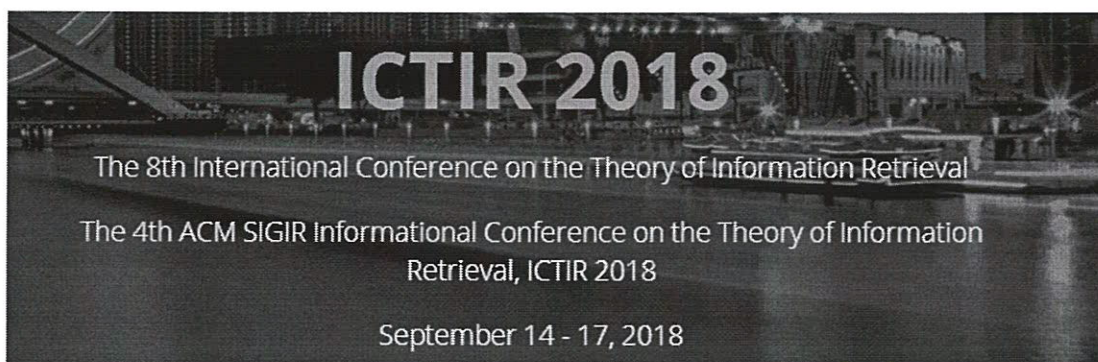 ICTIR 2018
The 8th International Conference on the Theory of Information Retrieval
The 4th ACM SIGIR Informational Conference on the Theory of Information
Retrieval, ICTIR 2018
September 14 - 17, 2018